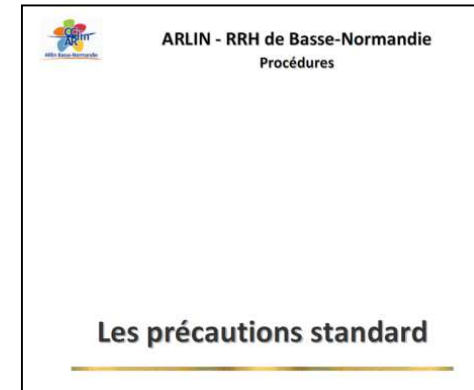 ARLIN - RRH de Basse-Normandie
Procédures
Les précautions standard